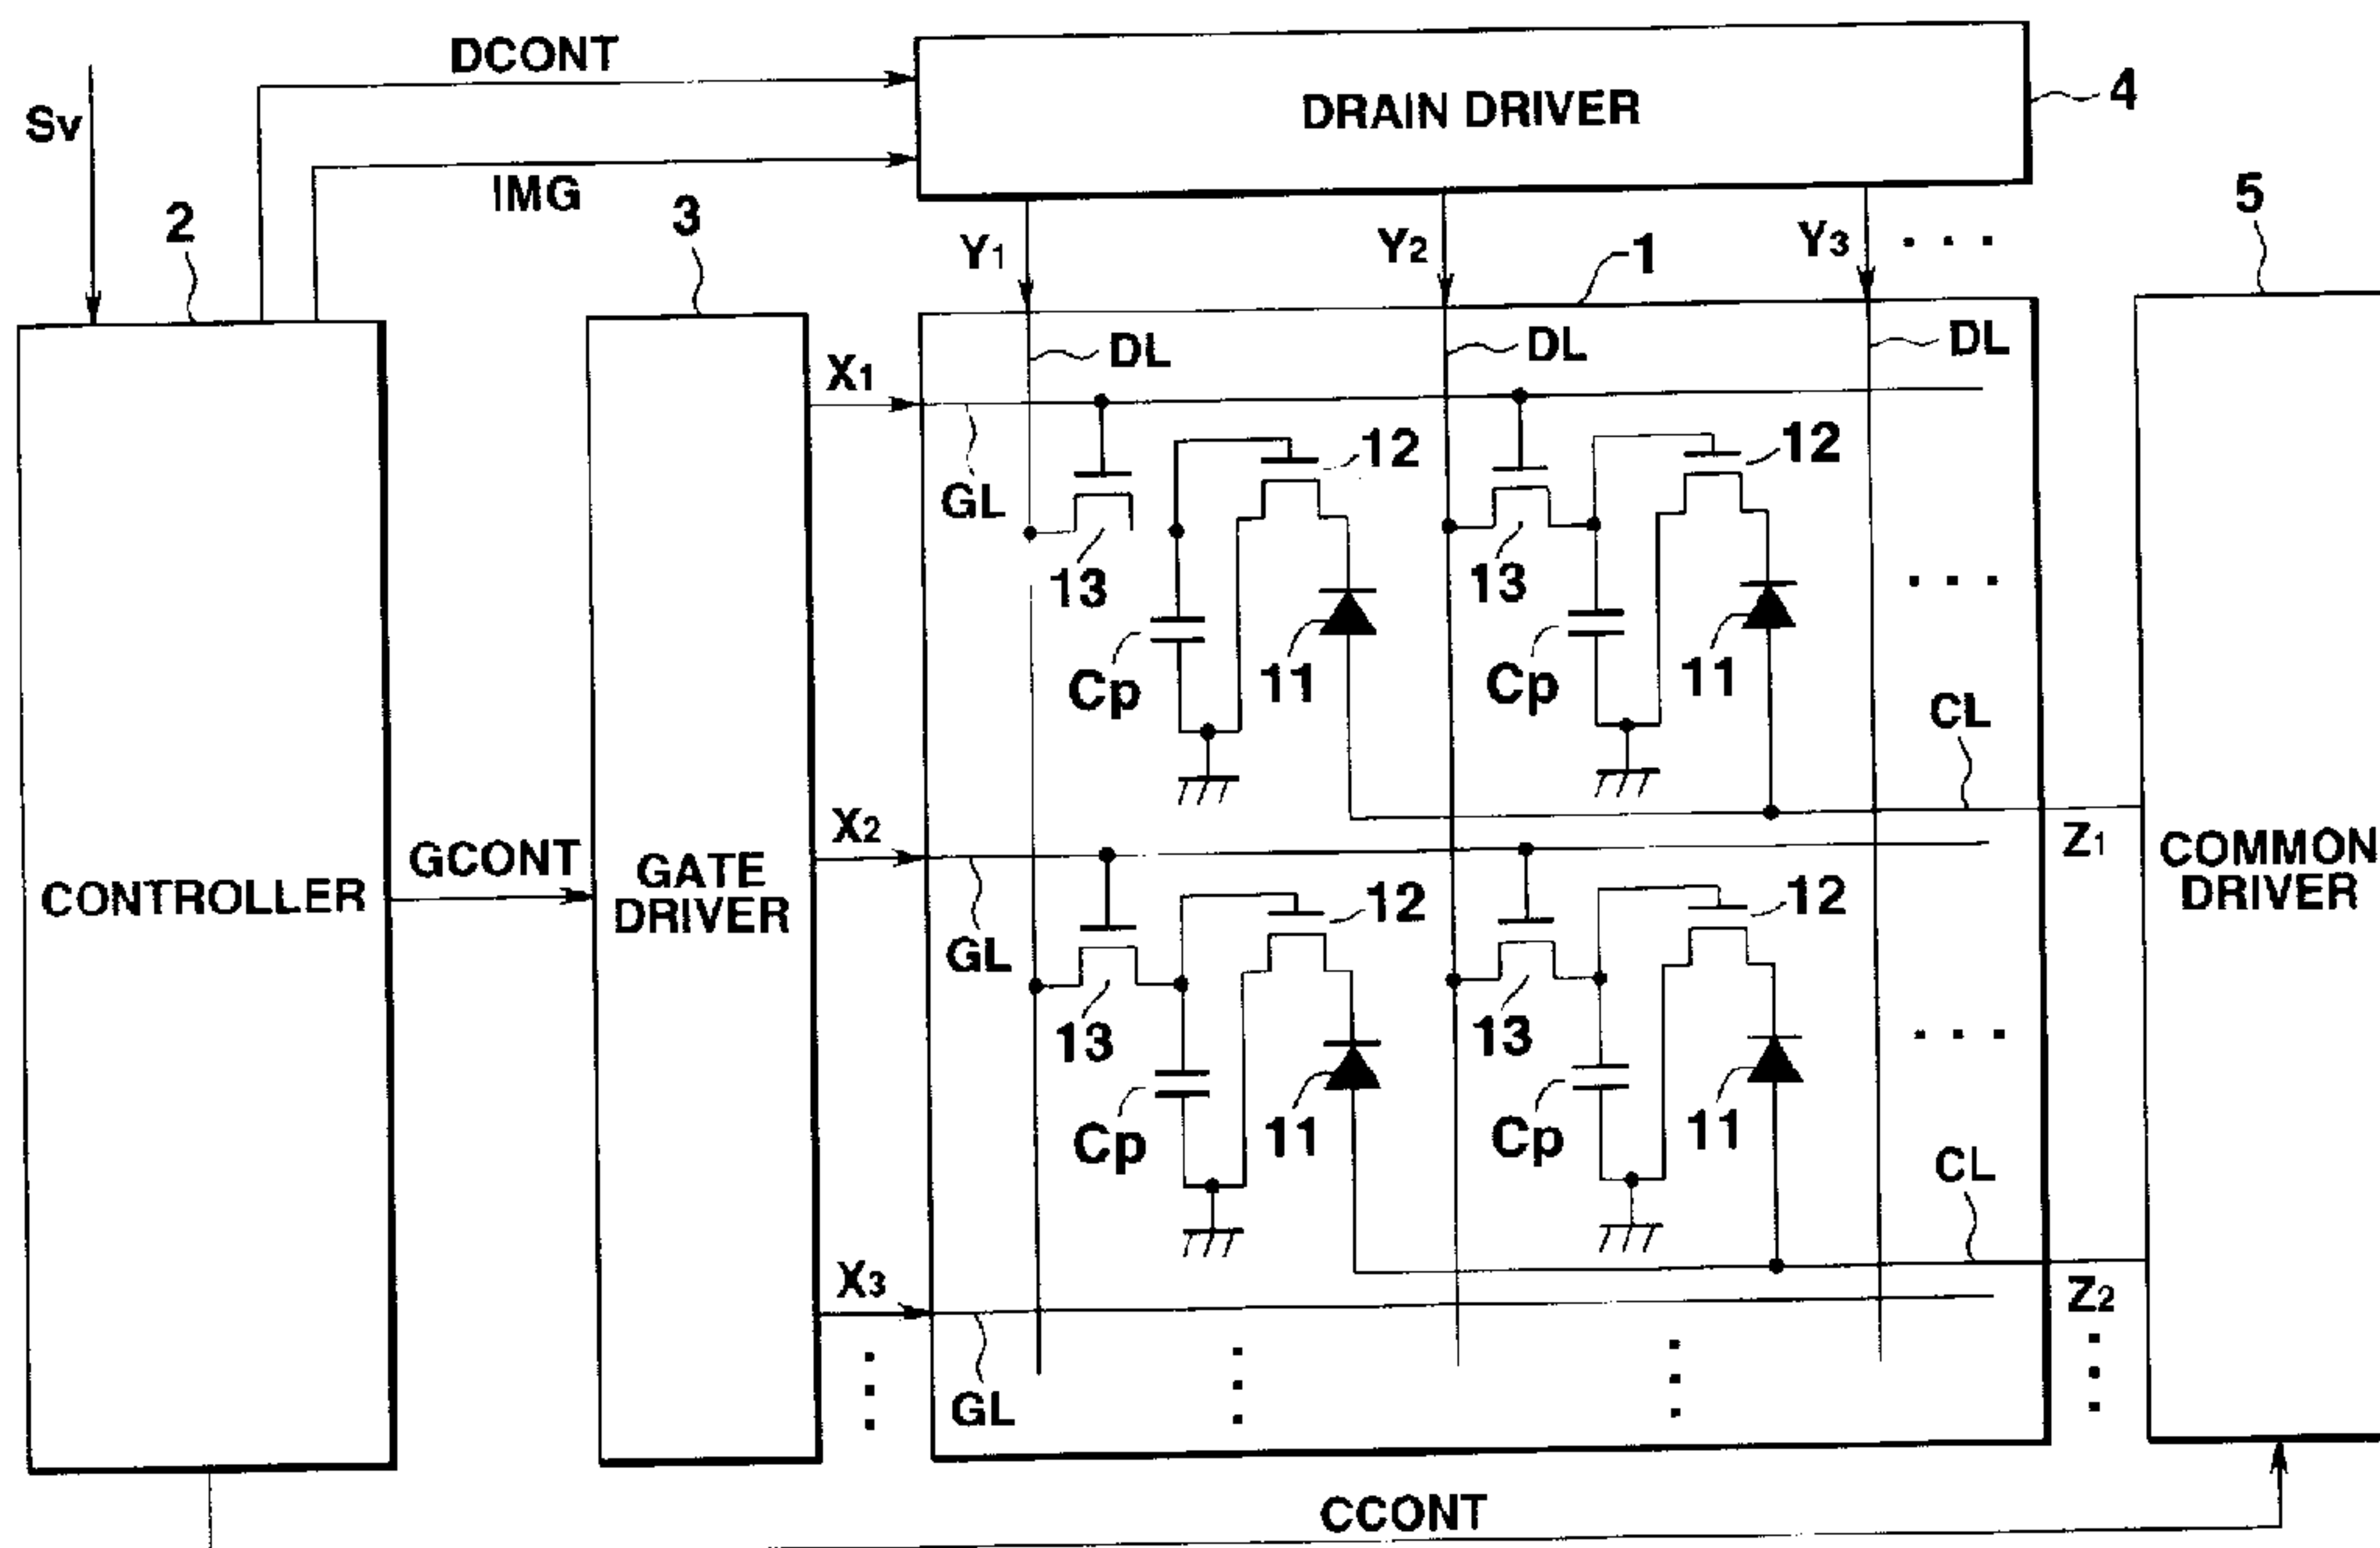 DCONT
DRAIN DRIVER
4
Sv
IMG
2
3
5
Y1
Y2
Y3
. . .
1
DL
DL
DL
X1
GL
12
12
13
13
. . .
Cp
11
Cp
11
CL
X2
Z1
GCONT
CONTROLLER
GATE
DRIVER
COMMON
DRIVER
GL
12
12
13
13
. . .
Cp
11
Cp
11
CL
X3
Z2
GL
CCONT